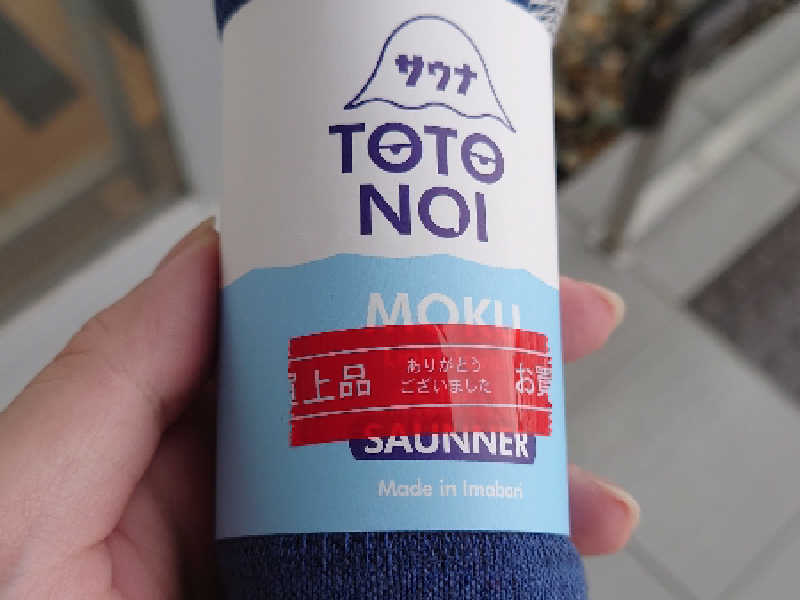 サウナ
TOTO
NOI
MOKU
上品
ありがとう
ございました
お買
SAUNNER
Made in Imabari